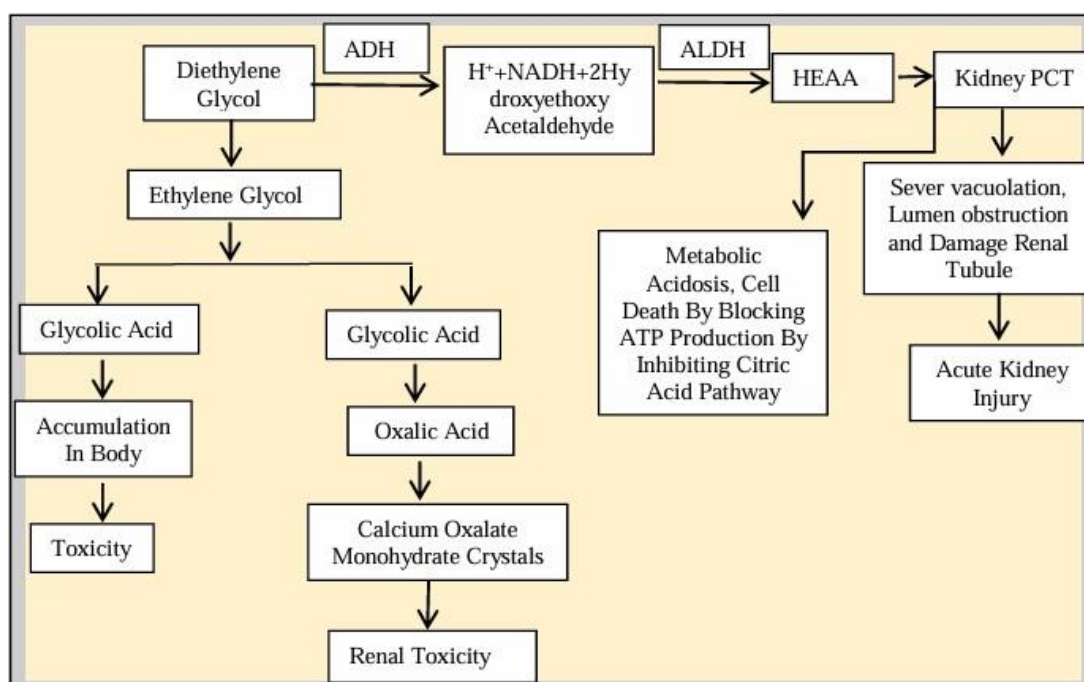 ADH
ALDH
Diethylene
Glycol
H⁺+NADH+2Hy
droxyethoxy
Acetaldehyde
HEAA
Kidney PCT
Ethylene Glycol
Sever vacuolation,
Lumen obstruction
and Damage Renal
Tubule
Metabolic
Acidosis, Cell
Death By Blocking
ATP Production By
Inhibiting Citric
Acid Pathway
Glycolic Acid
Glycolic Acid
Acute Kidney
Injury
Accumulation
In Body
Oxalic Acid
Toxicity
Calcium Oxalate
Monohydrate Crystals
Renal Toxicity